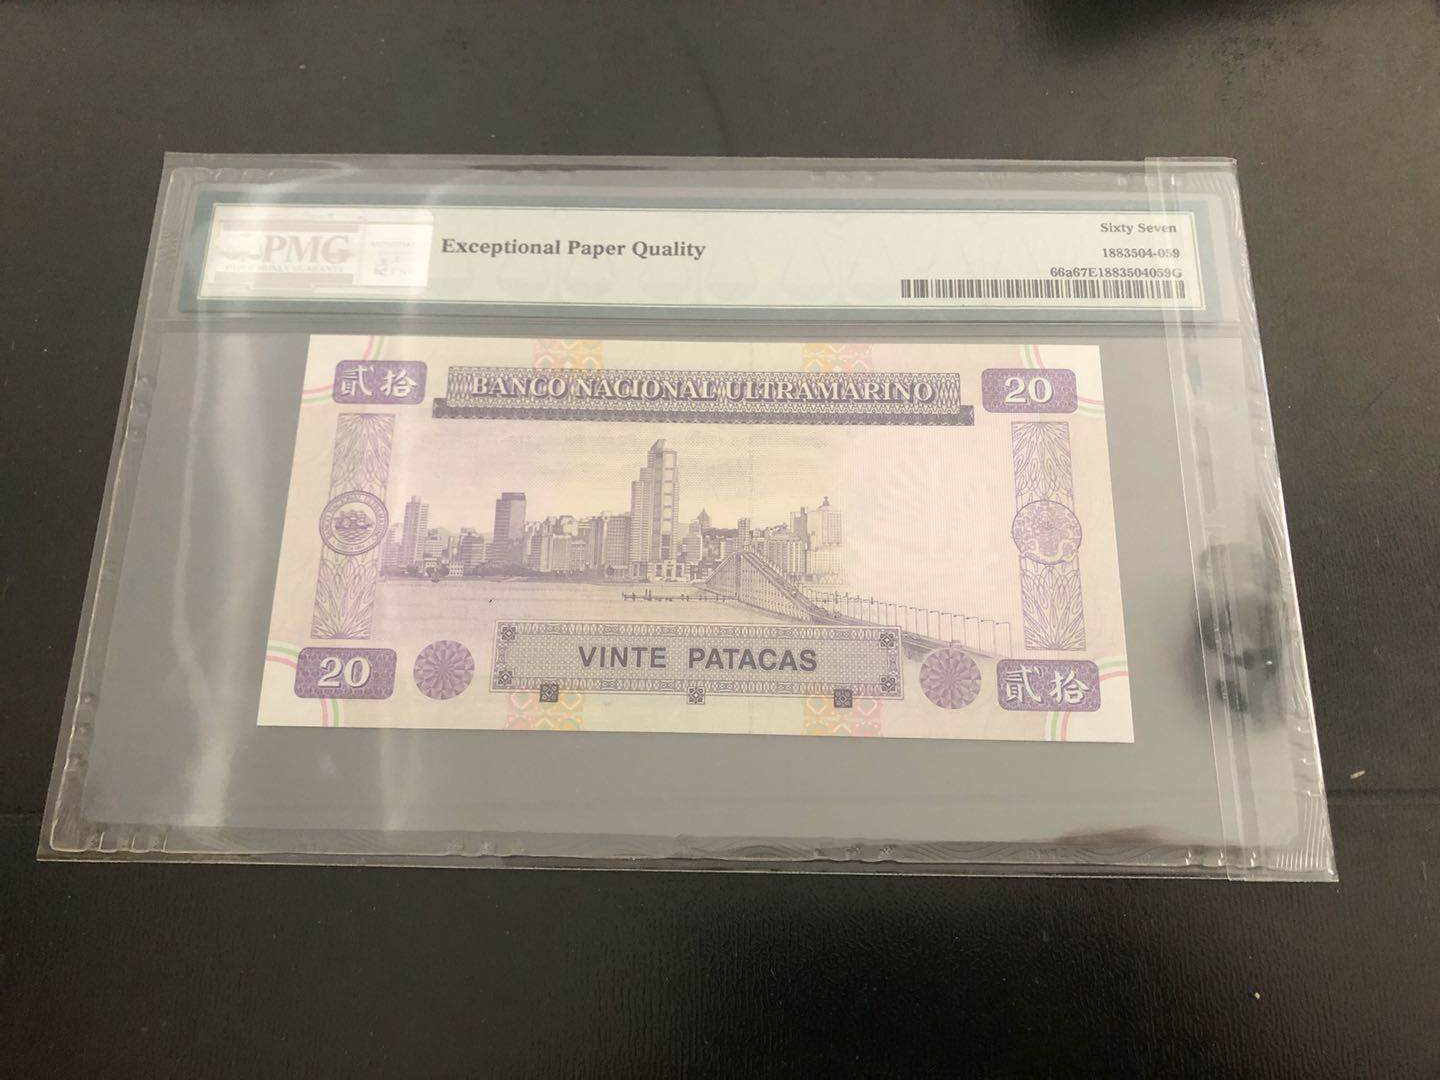 PMG
Exceptional Paper Quality
Sixty Seven
1883504-059
66a67E1883504059G
貳拾
BANCO NACIONAL ULTRAMARINO
20
VINTE PATACAS
20
貳拾